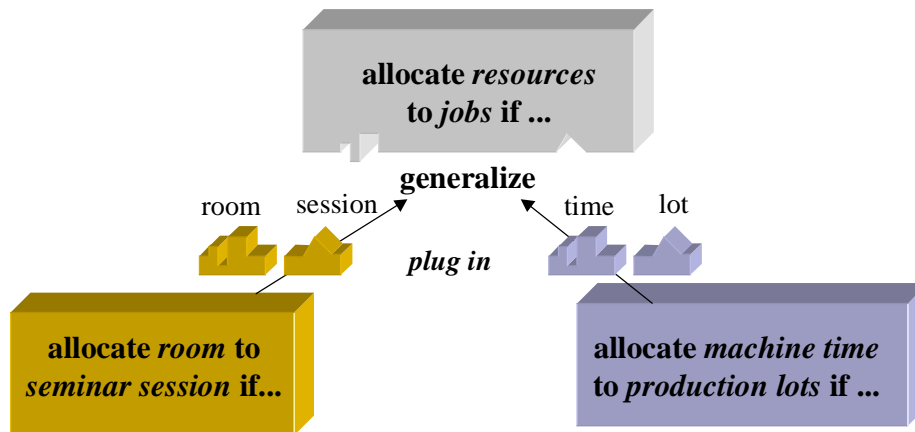 allocate resources
to jobs if ...
generalize
room session time lot
plug in
allocate room to
seminar session if...
allocate machine time
to production lots if ...